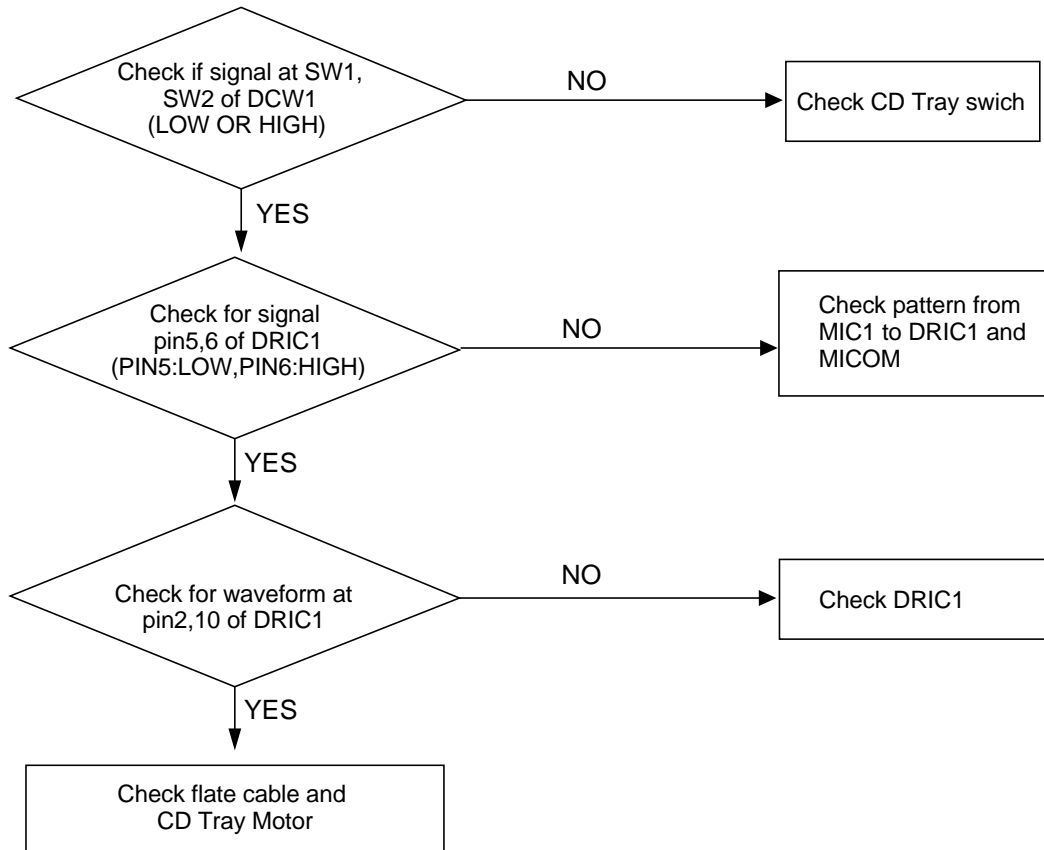 Check if signal at SW1,
SW2 of DCW1
(LOW OR HIGH)
NO
Check CD Tray swich
YES
Check for signal
pin5,6 of DRIC1
(PIN5:LOW,PIN6:HIGH)
NO
Check pattern from
MIC1 to DRIC1 and
MICOM
YES
Check for waveform at
pin2,10 of DRIC1
NO
Check DRIC1
YES
Check flate cable and
CD Tray Motor